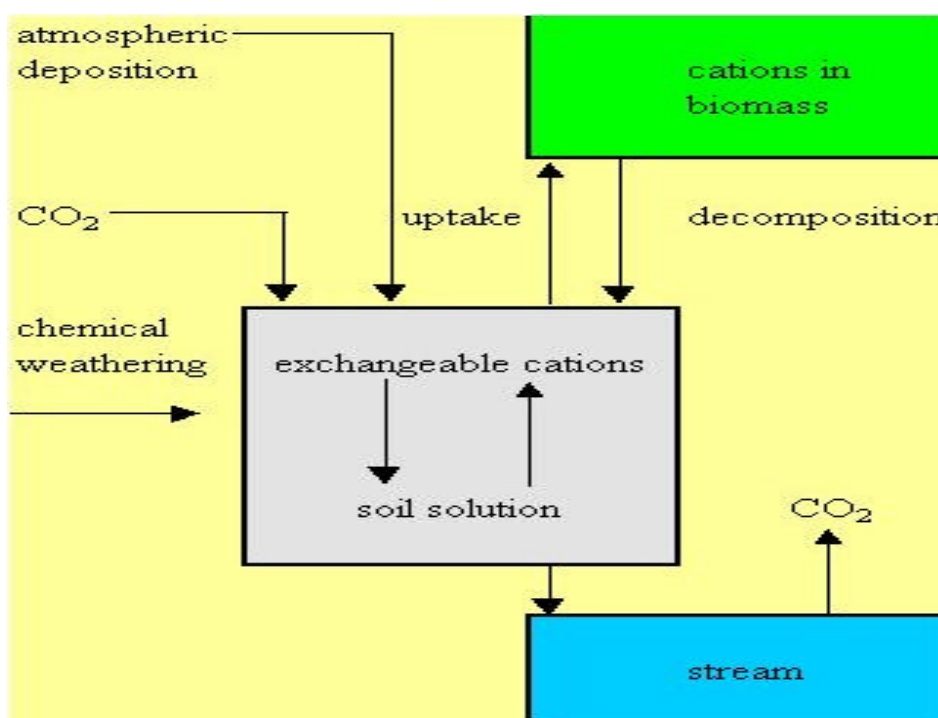 atmospheric
deposition
cations in
biomass
CO₂
uptake
decomposition
chemical
weathering
exchangeable cations
soil solution
CO₂
stream